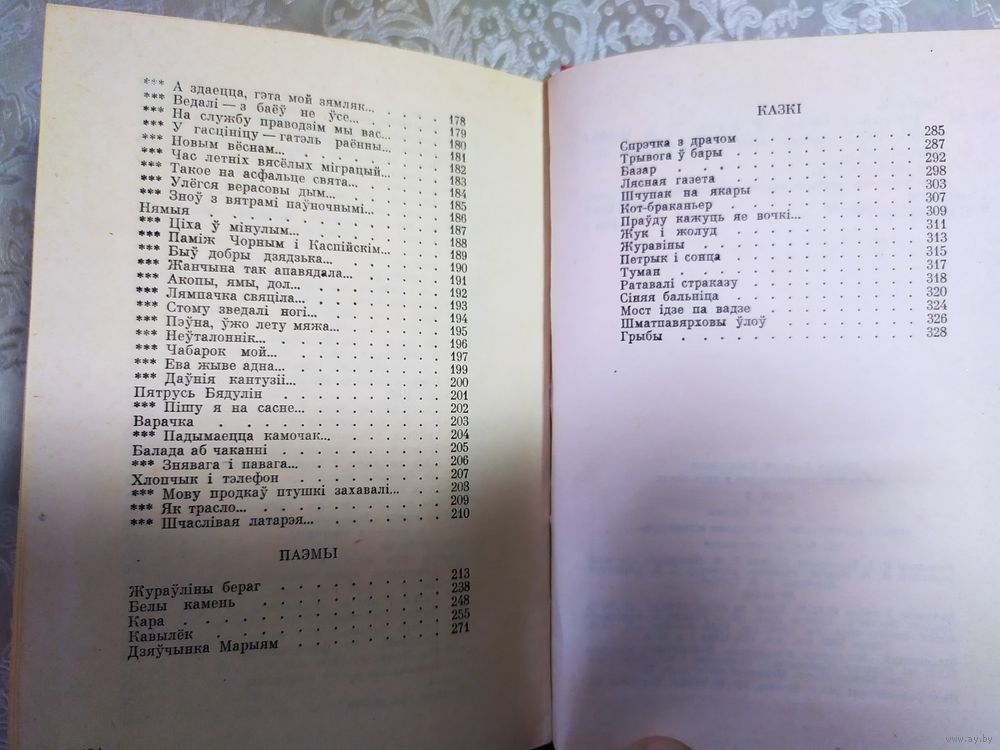 *** А здаецца, гэта мой зямляк... . . . . 178
*** Ведалі — з баёў не ўсе... . . . . 179
*** На службу праводзім мы вас... . . . . 180
*** У гасцініцу — гатэль раённы... . . . . 181
*** Новым вёснам... . . . . 182
*** Час летніх вясёлых міграцый... . . . . 183
*** Такое на асфальце свята... . . . . 184
*** Улёгся верасовы дым... . . . . 185
*** Зноў з вятрамі паўночнымі... . . . . 186
Нямыя . . . . 187
*** Ціха ў мінулым... . . . . 188
*** Паміж Чорным і Каспійскім... . . . . 189
*** Быў добры дзядзька... . . . . 190
*** Жанчына так апавядала... . . . . 191
*** Акопы, ямы, дол... . . . . 192
*** Лямпачка свяціла... . . . . 193
*** Стому зведалі ногі... . . . . 194
*** Пэўна, ўжо лету мяжа... . . . . 195
*** Неўталоннік... . . . . 196
*** Чабарок мой... . . . . 197
*** Ева жыве адна... . . . . 199
*** Даўнія кантузіі... . . . . 200
Пятрусь Бядулін . . . . 201
*** Пішу я на сасне... . . . . 202
Варачка . . . . 203
*** Падымаецца камочак... . . . . 204
Балада аб чаканні . . . . 205
*** Знявага і павага... . . . . 206
Хлопчык і тэлефон . . . . 207
*** Мову продкаў птушкі захавалі... . . 208
*** Як трасло... . . . . 209
*** Шчаслівая латарэя... . . . . 210
ПАЭМЫ
Жураўліны бераг . . . . 213
Белы камень . . . . 238
Кара . . . . 248
Кавылёк . . . . 255
Дзяўчынка Марыям . . . . 271
КАЗКІ
Спрэчка з драчом . . . . 285
Трывога ў бары . . . . 287
Базар . . . . 292
Лясная газета . . . . 298
Шчупак на якары . . . . 303
Кот-браканьер . . . . 307
Праўду кажуць яе вочкі... . . . . 309
Жук і жолуд . . . . 311
Журавіны . . . . 313
Петрык і сонца . . . . 315
Туман . . . . 317
Ратавалі страказу . . . . 318
Сіняя бальніца . . . . 320
Мост ідзе па вадзе . . . . 324
Шматпавярховы ўлоў . . . . 326
Грыбы . . . . 328
www.ay.by